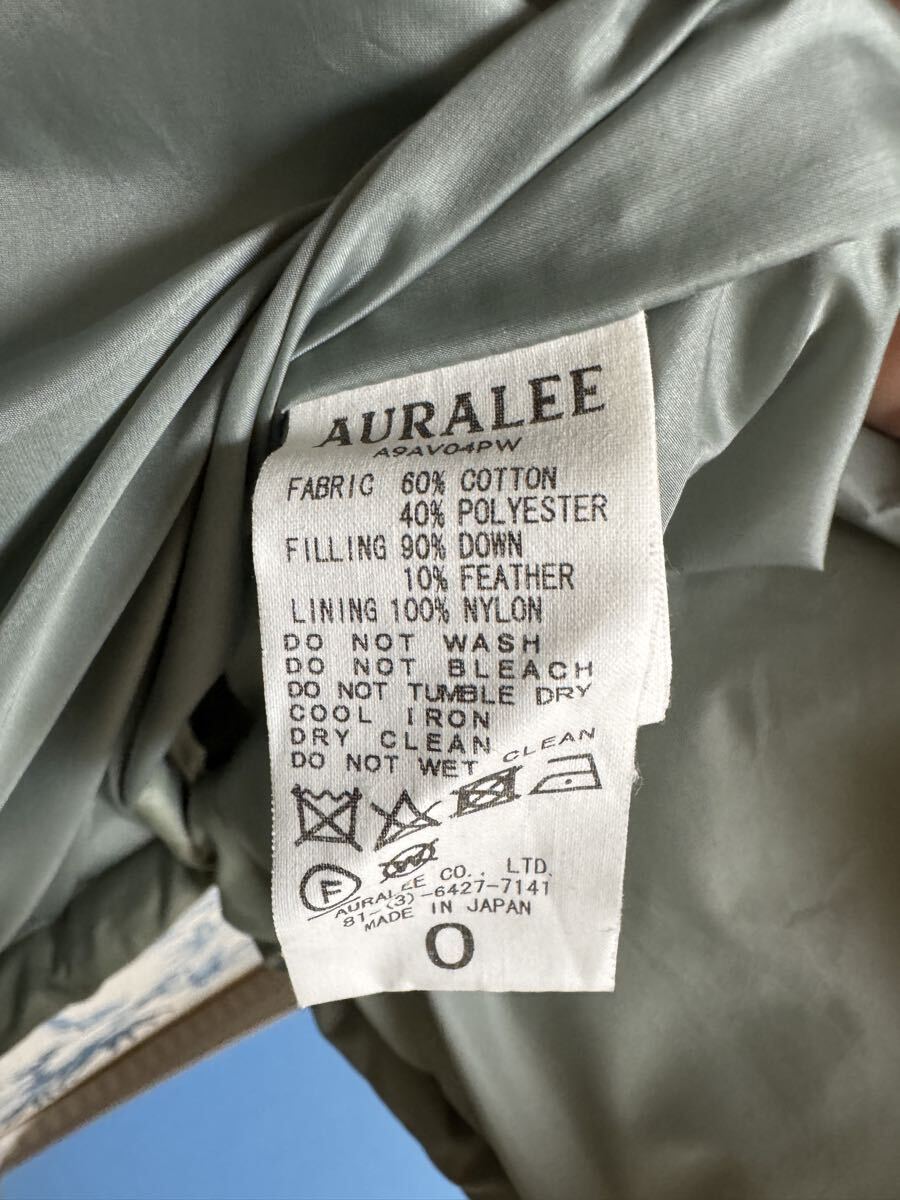 AURALEE
A9AV04PW
FABRIC 60% COTTON
40% POLYESTER
FILLING 90% DOWN
10% FEATHER
LINING 100% NYLON
DO NOT WASH
DO NOT BLEACH
DO NOT TUMBLE DRY
COOL IRON
DRY CLEAN
DO NOT WET CLEAN
F
W
AURALEE CO., LTD.
81-(3)-6427-7141
MADE IN JAPAN
0